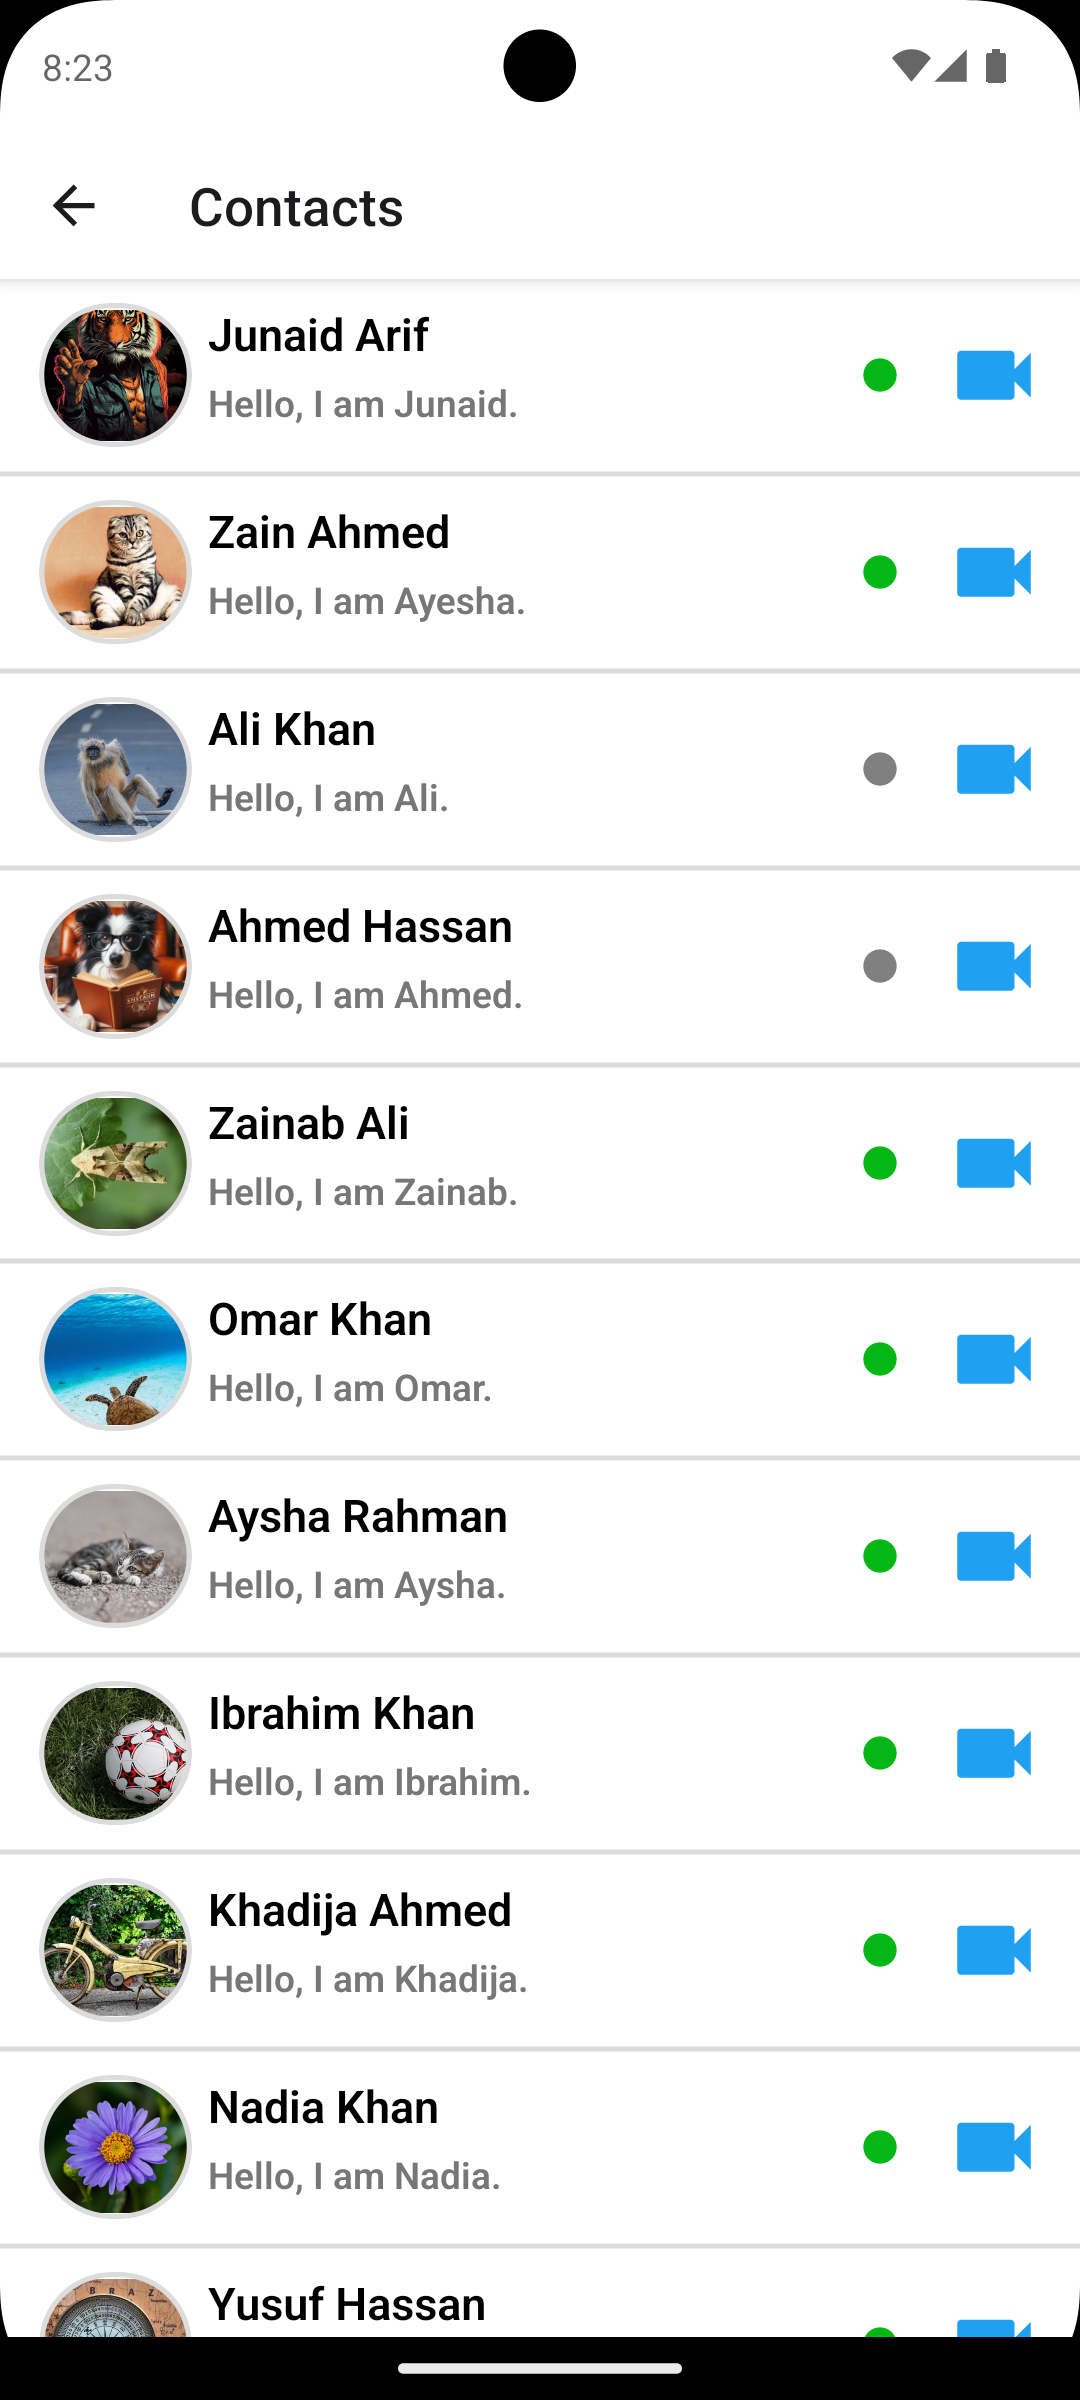 8:23
Contacts
Junaid Arif
Hello, I am Junaid.
Zain Ahmed
Hello, I am Ayesha.
Ali Khan
Hello, I am Ali.
Ahmed Hassan
Hello, I am Ahmed.
Zainab Ali
Hello, I am Zainab.
Omar Khan
Hello, I am Omar.
Aysha Rahman
Hello, I am Aysha.
Ibrahim Khan
Hello, I am Ibrahim.
Khadija Ahmed
Hello, I am Khadija.
Nadia Khan
Hello, I am Nadia.
B R A Z
Yusuf Hassan